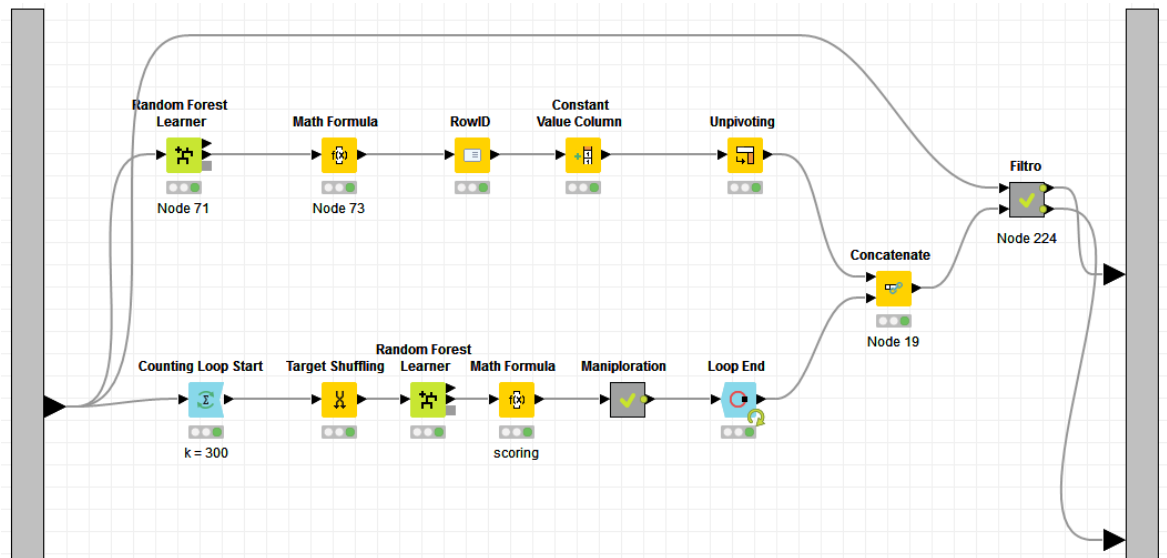 Random Forest
Learner
Node 71
Math Formula
f(x)
Node 73
RowID
Constant
Value Column
Unpivoting
Filtro
Node 224
Concatenate
Node 19
Counting Loop Start
Σ
k = 300
Target Shuffling
Random Forest
Learner
Math Formula
f(x)
scoring
Maniploration
Loop End